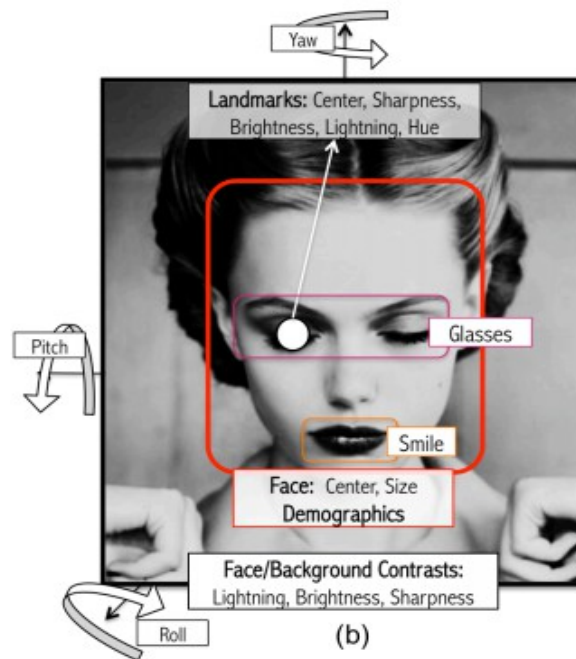 Yaw
Landmarks: Center, Sharpness,
Brightness, Lightning, Hue
Pitch
Glasses
Smile
Face: Center, Size
Demographics
Face/Background Contrasts:
Lightning, Brightness, Sharpness
Roll
(b)